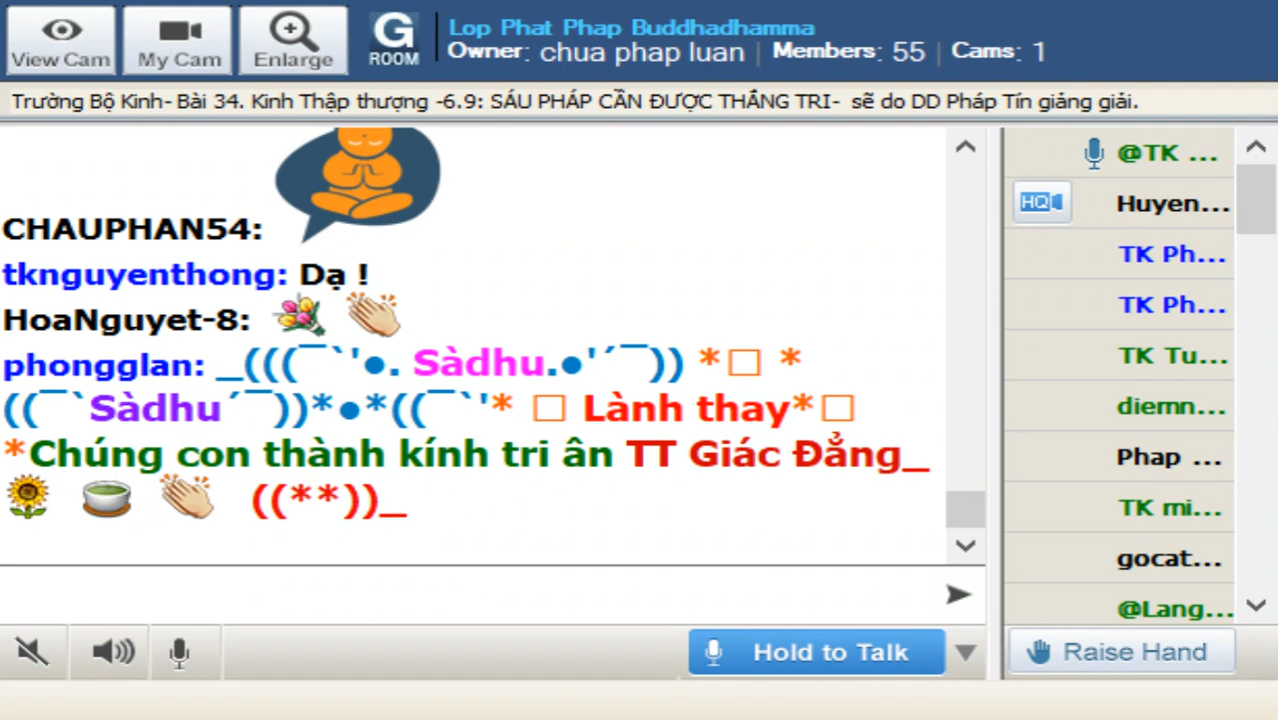 View Cam
My Cam
Enlarge
G
ROOM
Lop Phat Phap Buddhadhamma
Owner: chua phap luan | Members: 55 | Cams: 1
Trường Bộ Kinh- Bài 34. Kinh Thập thượng -6.9: SÁU PHÁP CẦN ĐƯỢC THẮNG TRI- sẽ do DD Pháp Tín giảng giải.
CHAUPHAN54:
tknguyenthong: Dạ !
HoaNguyet-8:
phongglan: _(((¯`'●. Sàdhu.●'´¯)) *□ *
((¯`Sàdhu´¯))*●*((¯`'* □ Lành thay*□
*Chúng con thành kính tri ân TT Giác Đẳng_
((**))_
@TK ...
HQ
Huyen...
TK Ph...
TK Ph...
TK Tu...
diemn...
Phap ...
TK mi...
gocat...
@Lang...
Hold to Talk
Raise Hand